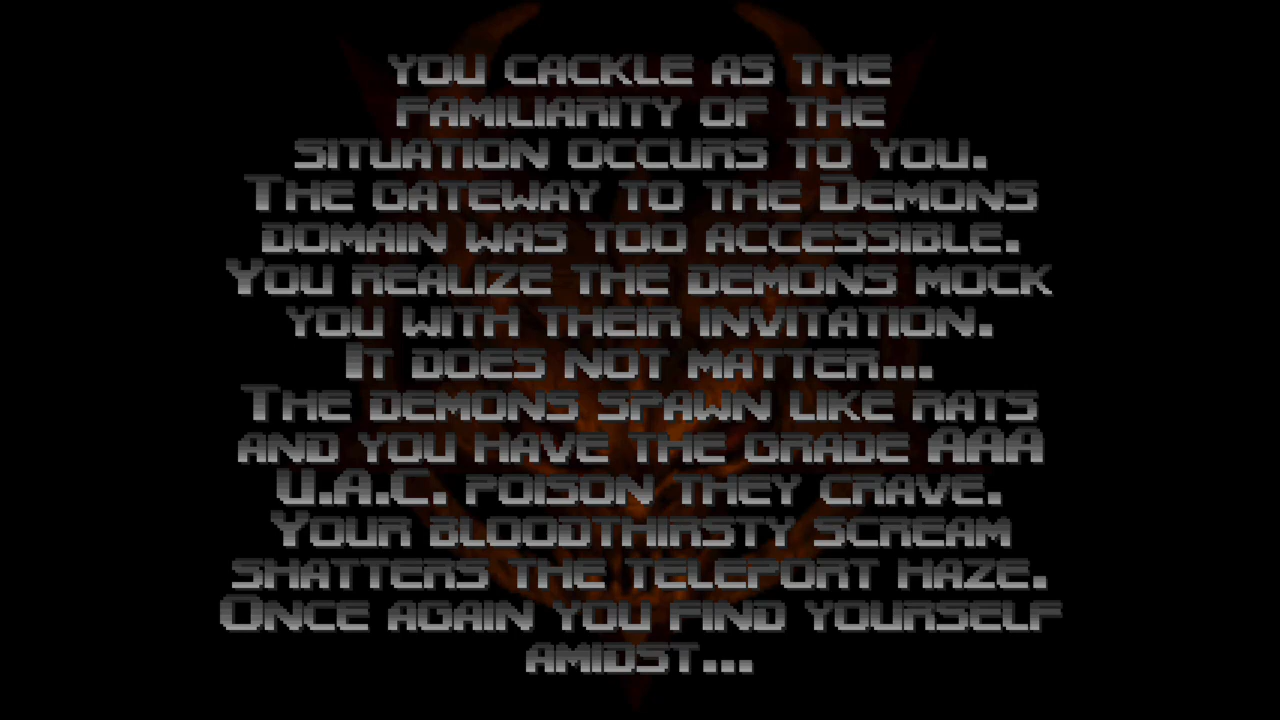 you cackle as the
familiarity of the
situation occurs to you.
The gateway to the Demons
domain was too accessible.
You realize the demons mock
you with their invitation.
It does not matter...
The demons spawn like rats
and you have the grade AAA
U.A.C. poison they crave.
Your bloodthirsty scream
shatters the teleport haze.
Once again you find yourself
amidst...